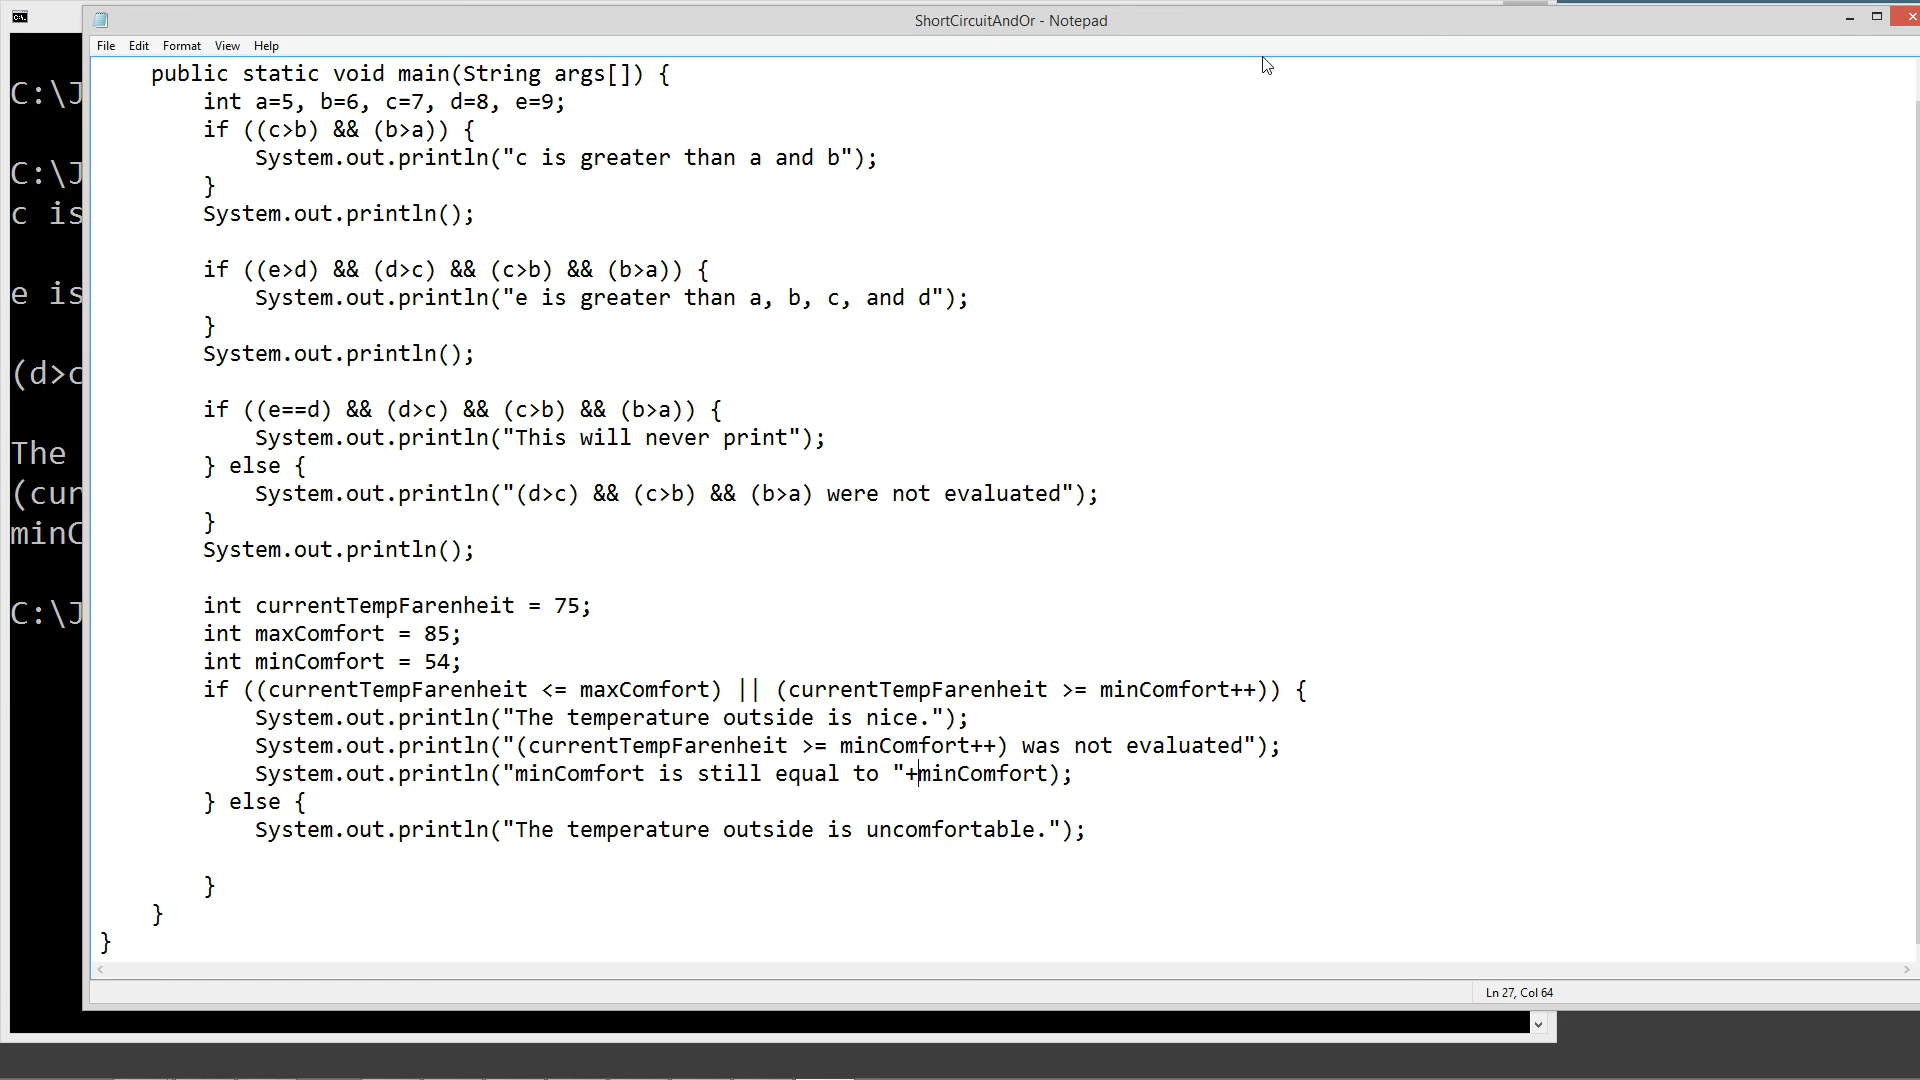 ShortCircuitAndOr - Notepad
File Edit Format View Help
public static void main(String args[]) {
int a=5, b=6, c=7, d=8, e=9;
if ((c>b) && (b>a)) {
System.out.println("c is greater than a and b");
}
System.out.println();
if ((e>d) && (d>c) && (c>b) && (b>a)) {
System.out.println("e is greater than a, b, c, and d");
}
System.out.println();
if ((e==d) && (d>c) && (c>b) && (b>a)) {
System.out.println("This will never print");
} else {
System.out.println("(d>c) && (c>b) && (b>a) were not evaluated");
}
System.out.println();
int currentTempFarenheit = 75;
int maxComfort = 85;
int minComfort = 54;
if ((currentTempFarenheit <= maxComfort) || (currentTempFarenheit >= minComfort++)) {
System.out.println("The temperature outside is nice.");
System.out.println("(currentTempFarenheit >= minComfort++) was not evaluated");
System.out.println("minComfort is still equal to "+minComfort);
} else {
System.out.println("The temperature outside is uncomfortable.");
}
}
}
Ln 27, Col 64
C:\J
C:\J
c is
e is
(d>c
The
(cur
minC
C:\J